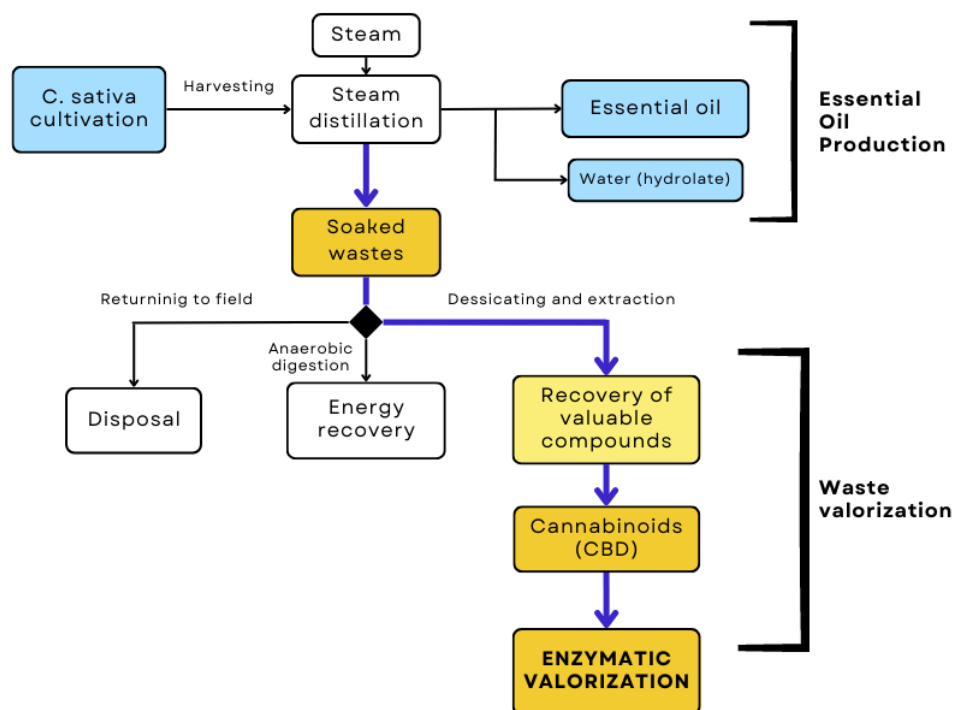 Steam
C. sativa
cultivation
Harvesting
Steam
distillation
Essential oil
Water (hydrolate)
Essential
Oil
Production
Soaked
wastes
Returninig to field
Dessicating and extraction
Anaerobic
digestion
Disposal
Energy
recovery
Recovery of
valuable
compounds
Cannabinoids
(CBD)
ENZYMATIC
VALORIZATION
Waste
valorization